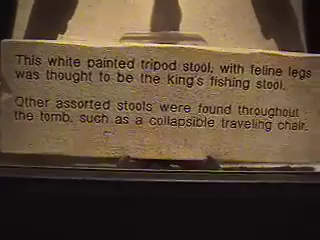 This white painted tripod stool, with feline legs
was thought to be the king's fishing stool.
Other assorted stools were found throughout
the tomb, such as a collapsible traveling chair.